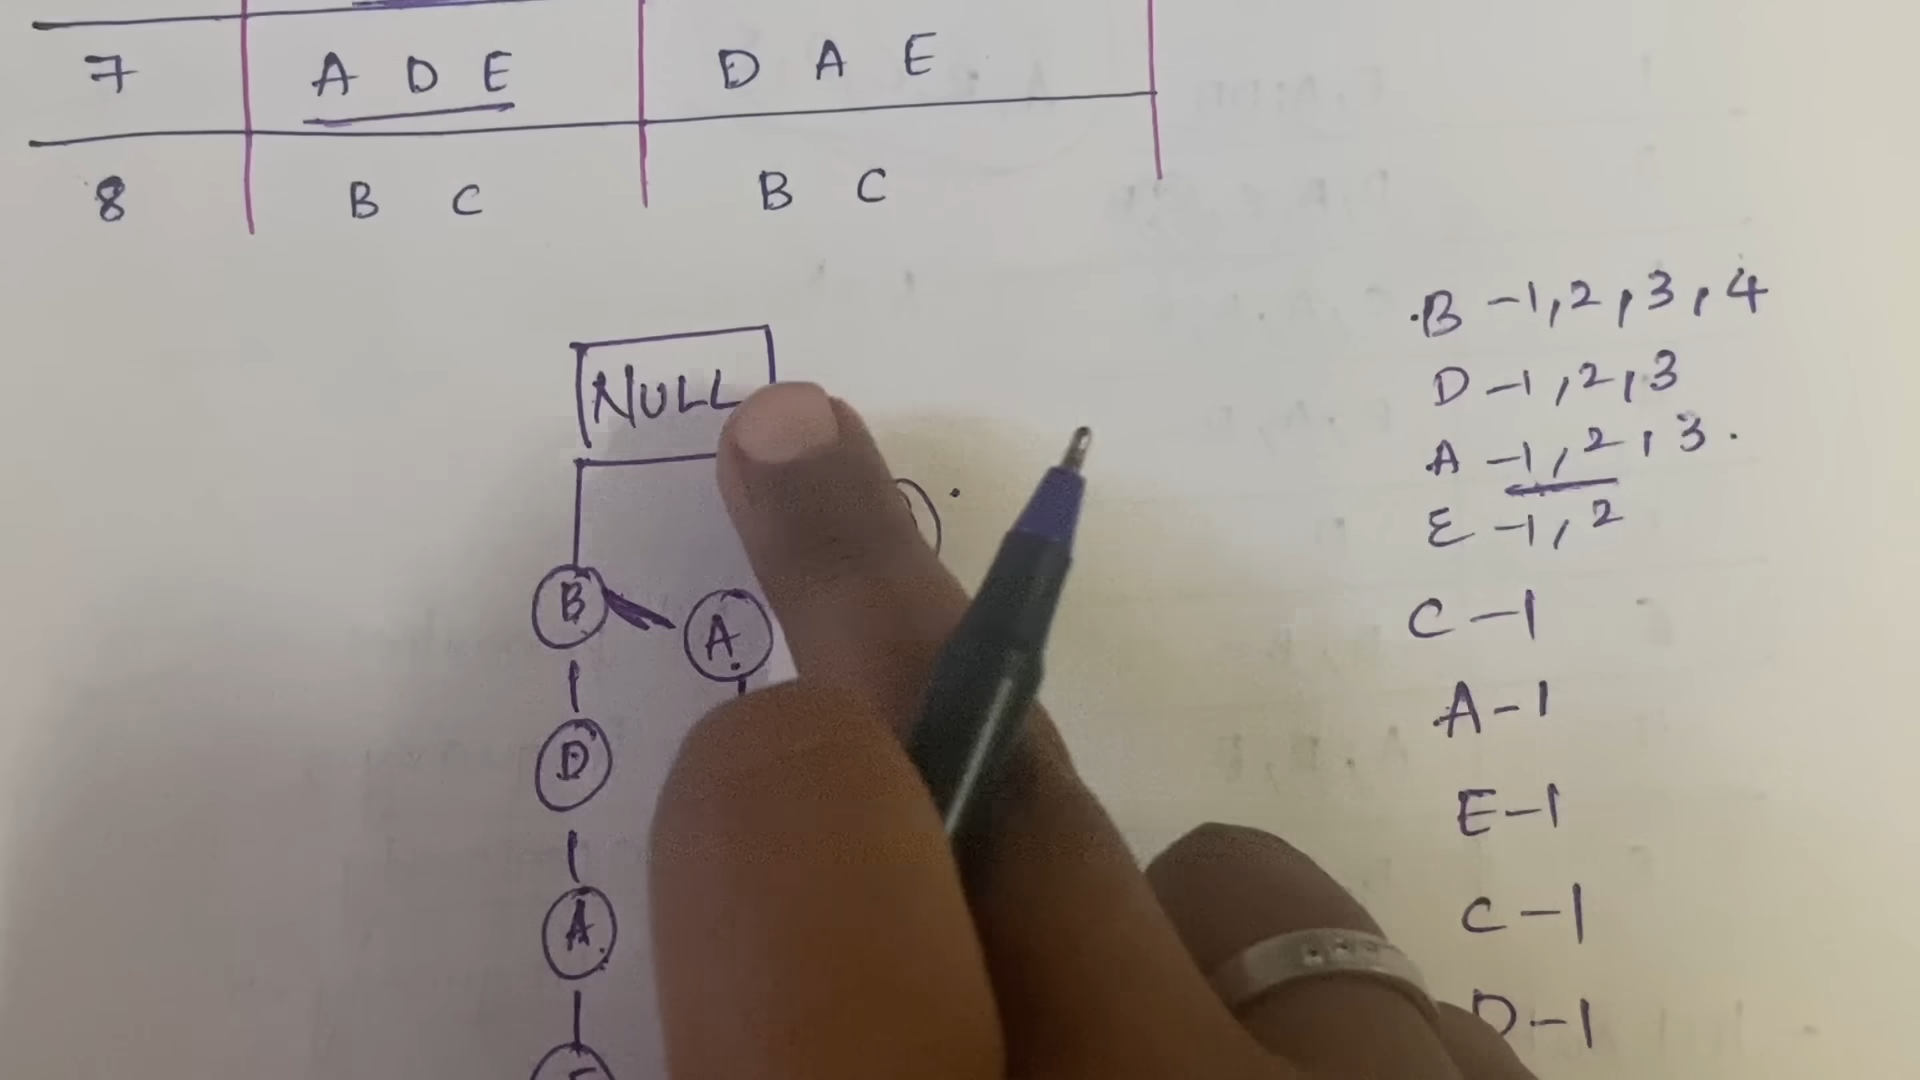 7 A D E D A E
8 B C B C
B -1, 2, 3, 4
D -1, 2, 3
NULL
A -1, 2, 3.
E -1, 2
B
A
C -1
A -1
D
E -1
A
C -1
D -1